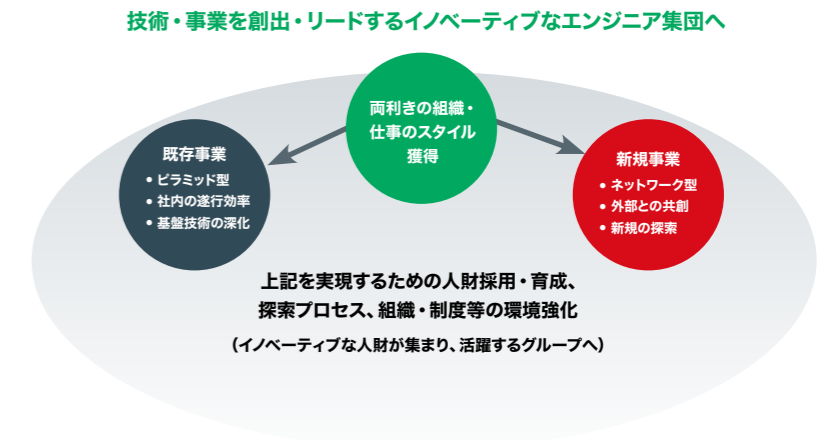 技術・事業を創出・リードするイノベーティブなエンジニア集団へ
両利きの組織・
仕事のスタイル
獲得
既存事業
• ピラミッド型
• 社内の遂行効率
• 基盤技術の深化
新規事業
• ネットワーク型
• 外部との共創
• 新規の探索
上記を実現するための人財採用・育成、
探索プロセス、組織・制度等の環境強化
（イノベーティブな人財が集まり、活躍するグループへ）